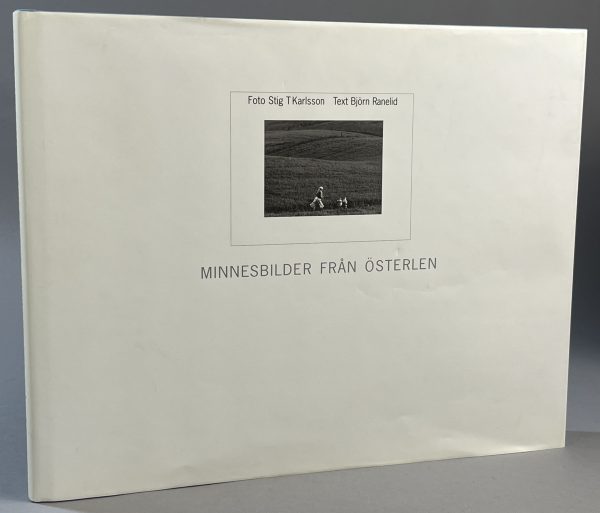 Foto Stig T Karlsson Text Björn Ranelid
MINNESBILDER FRÅN ÖSTERLEN